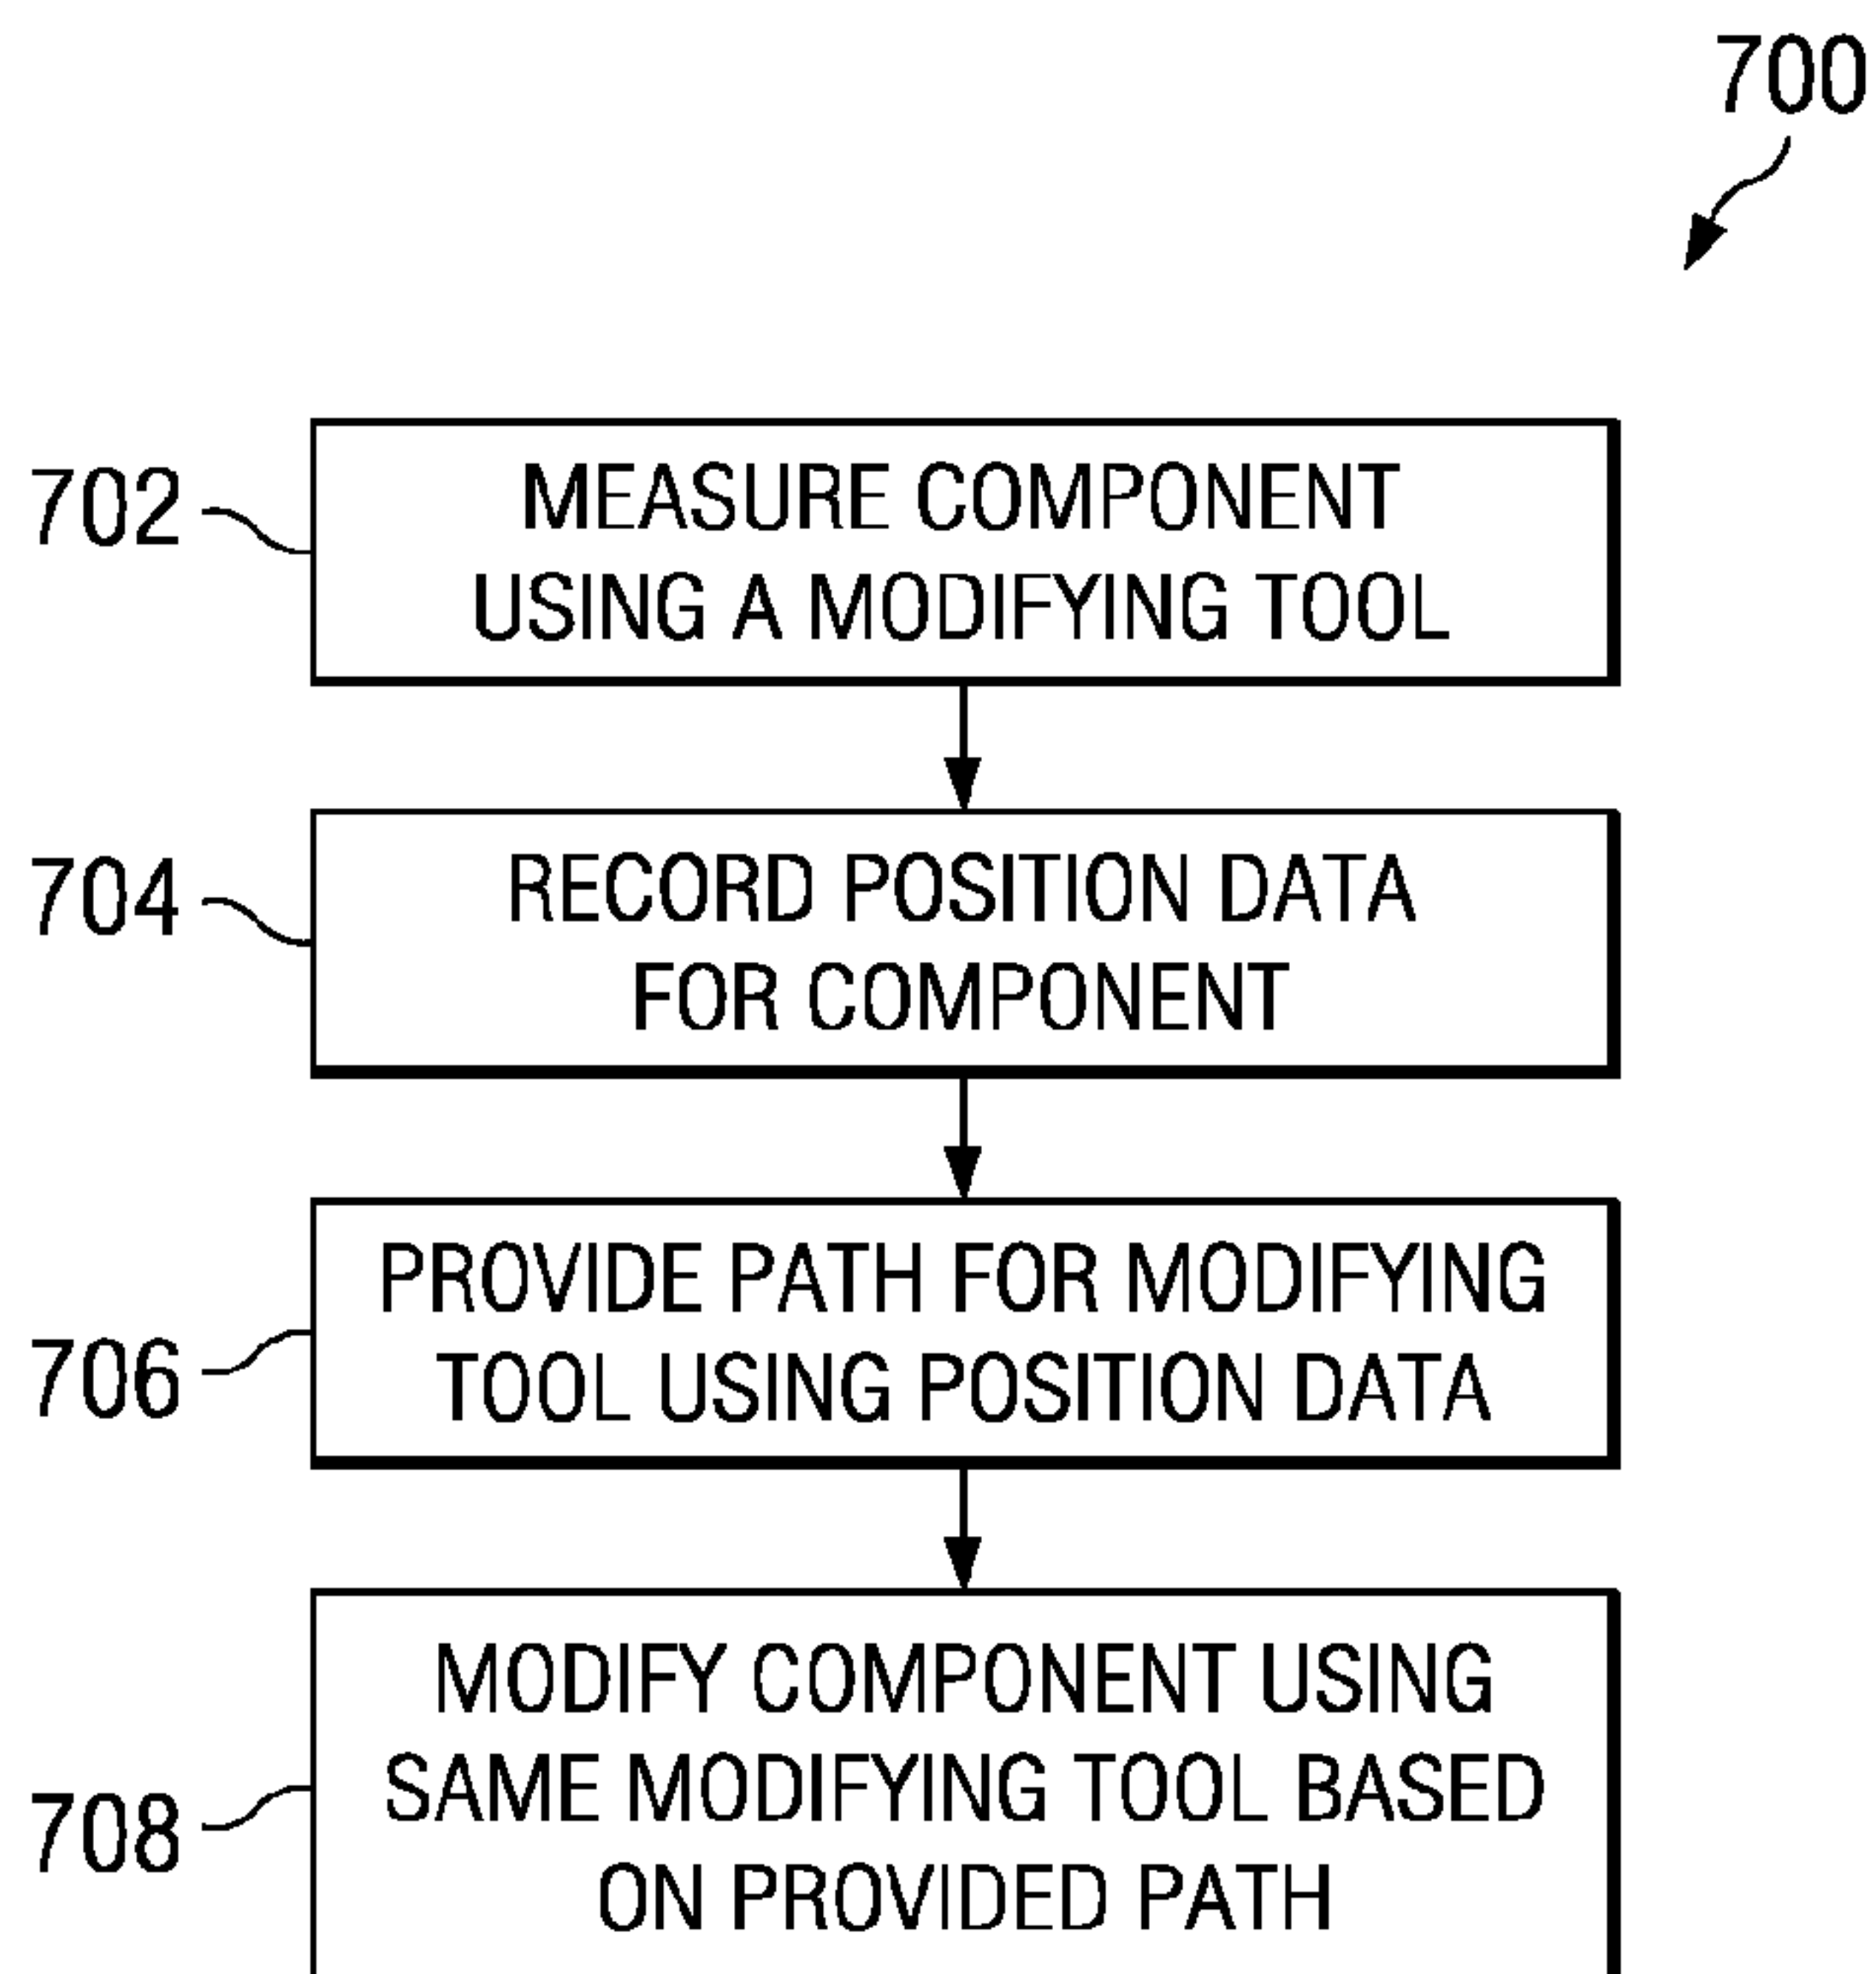 700
702
MEASURE COMPONENT
USING A MODIFYING TOOL
704
RECORD POSITION DATA
FOR COMPONENT
706
PROVIDE PATH FOR MODIFYING
TOOL USING POSITION DATA
708
MODIFY COMPONENT USING
SAME MODIFYING TOOL BASED
ON PROVIDED PATH